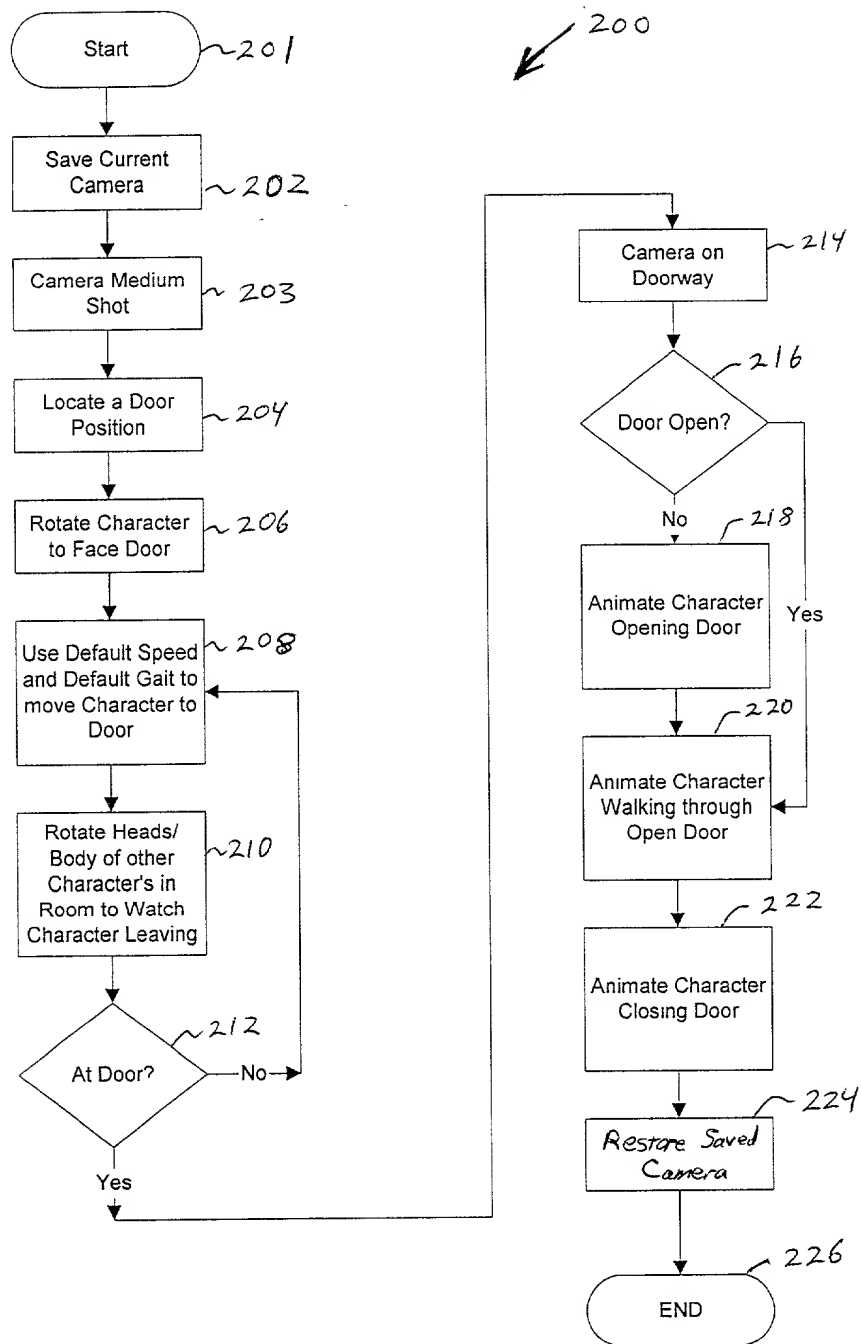 200
Start
201
Save Current
Camera
202
Camera Medium
Shot
203
Locate a Door
Position
204
Rotate Character
to Face Door
206
Use Default Speed
and Default Gait to
move Character to
Door
208
Rotate Heads/
Body of other
Character's in
Room to Watch
Character Leaving
210
At Door?
212
No
Yes
Camera on
Doorway
214
Door Open?
216
No
Yes
Animate Character
Opening Door
218
Animate Character
Walking through
Open Door
220
Animate Character
Closing Door
222
Restore Saved
Camera
224
END
226